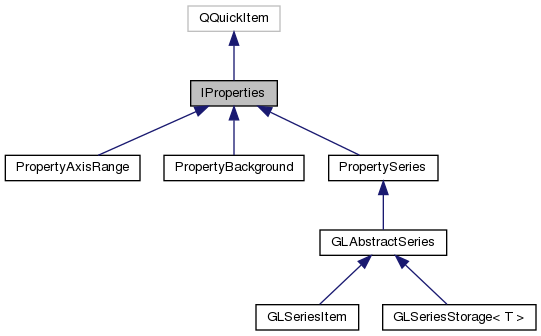 QQuickItem
IProperties
PropertyAxisRange
PropertyBackground
PropertySeries
GLAbstractSeries
GLSeriesItem
GLSeriesStorage< T >